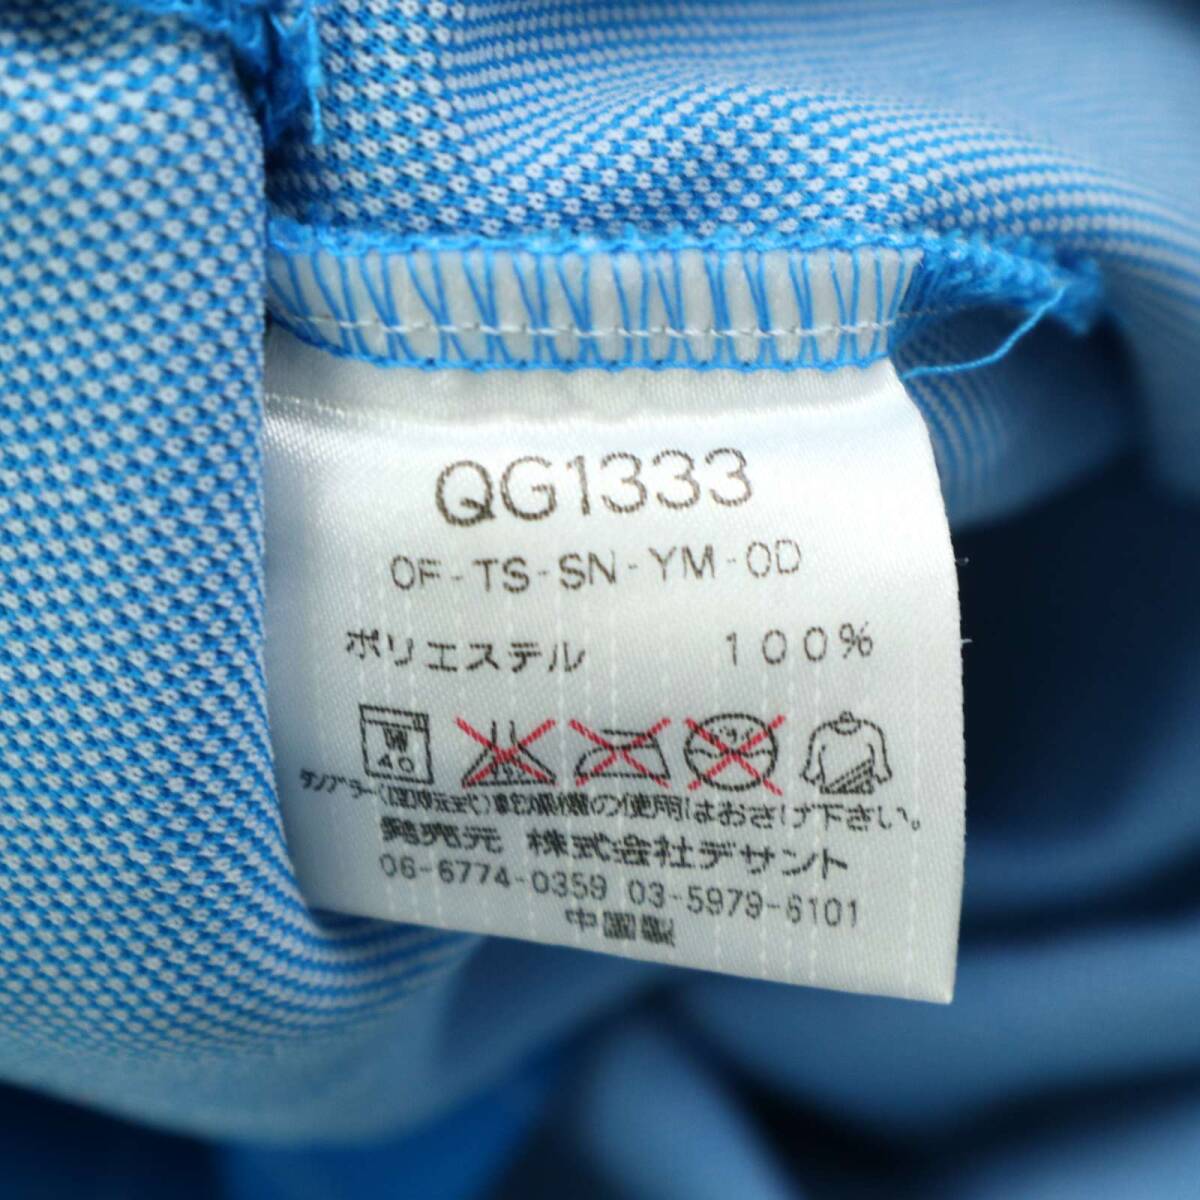 QG1333
OF-TS-SN-YM-OD
ポリエステル 100%
W
40
タンブラー(回転式)乾燥機の使用はおさけ下さい。
発売元 株式会社デサント
06-6774-0359 03-5979-6101
中国製